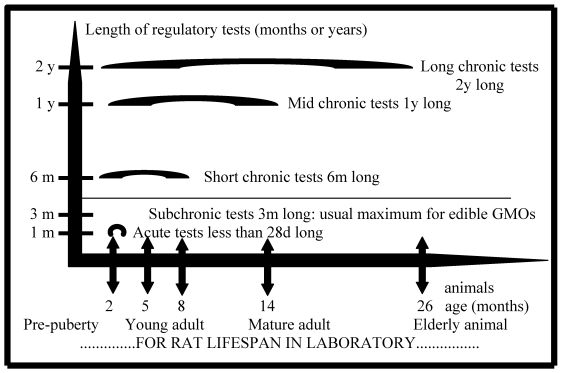 Length of regulatory tests (months or years)
2 y
Long chronic tests
2y long
1 y
Mid chronic tests 1y long
6 m
Short chronic tests 6m long
3 m
Subchronic tests 3m long: usual maximum for edible GMOs
1 m
Acute tests less than 28d long
animals
2 5 8 14 26 age (months)
Pre-puberty Young adult Mature adult Elderly animal
..............FOR RAT LIFESPAN IN LABORATORY................